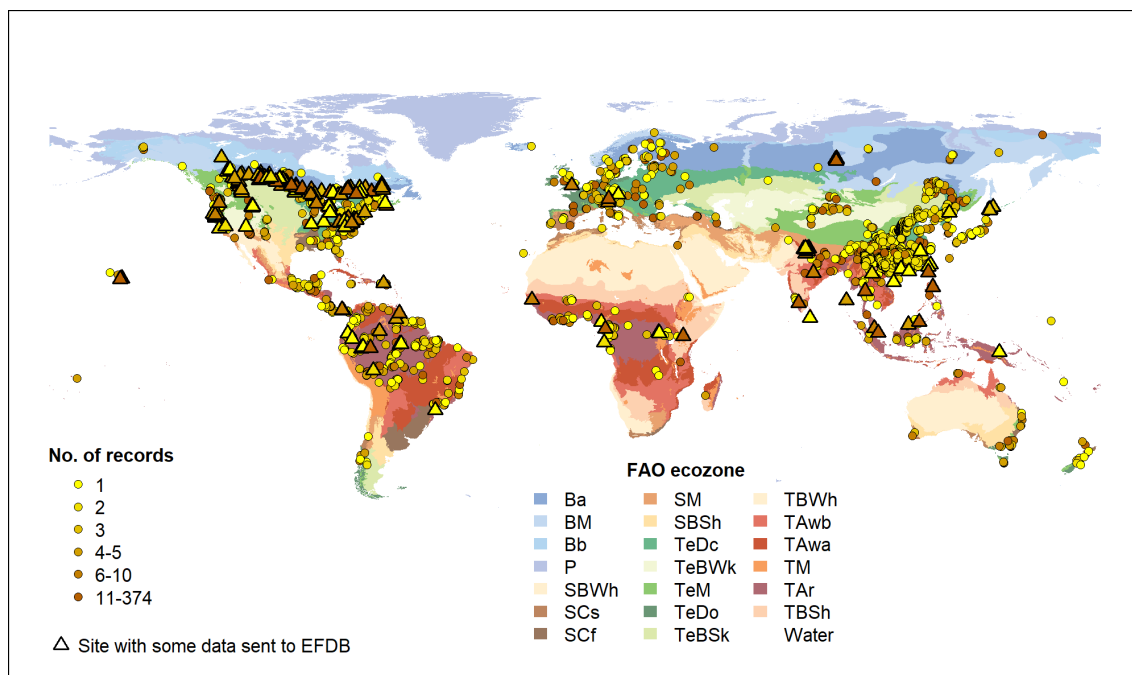 No. of records
1
2
3
4-5
6-10
11-374
Site with some data sent to EFDB
FAO ecozone
Ba
BM
Bb
P
SBWh
SCs
SCf
SM
SBSh
TeDc
TeBWk
TeM
TeDo
TeBSk
TBWh
TAwb
TAwa
TM
TAr
TBSh
Water